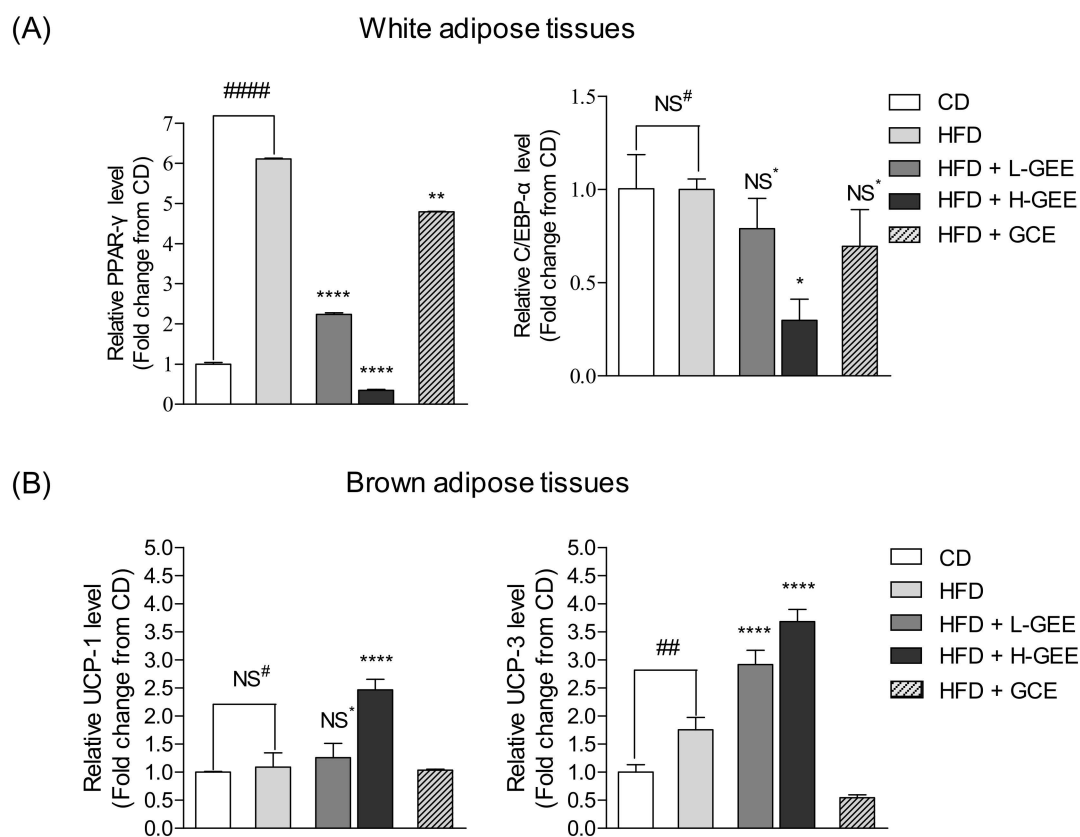 (A)
White adipose tissues
####
Relative PPAR-γ level
(Fold change from CD)
7
6
5
4
3
2
1
0
****
****
**
Relative C/EBP-α level
(Fold change from CD)
1.5
1.0
0.5
0.0
NS#
NS*
*
NS*
CD
HFD
HFD + L-GEE
HFD + H-GEE
HFD + GCE
(B)
Brown adipose tissues
Relative UCP-1 level
(Fold change from CD)
5.0
4.5
4.0
3.5
3.0
2.5
2.0
1.5
1.0
0.5
0.0
NS#
NS*
****
Relative UCP-3 level
(Fold change from CD)
5.0
4.5
4.0
3.5
3.0
2.5
2.0
1.5
1.0
0.5
0.0
##
****
****
CD
HFD
HFD + L-GEE
HFD + H-GEE
HFD + GCE